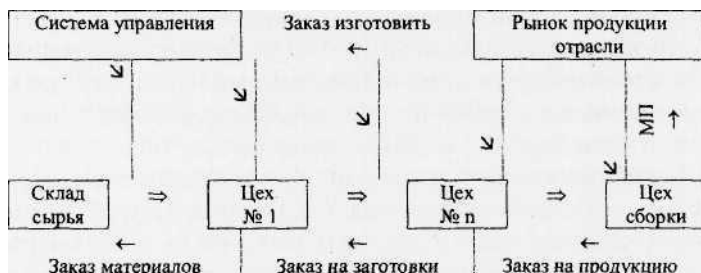 Система управления
Заказ изготовить
Рынок продукции
отрасли
МП
Склад
сырья
Цех
№ 1
Цех
№ n
Цех
сборки
Заказ материалов
Заказ на заготовки
Заказ на продукцию